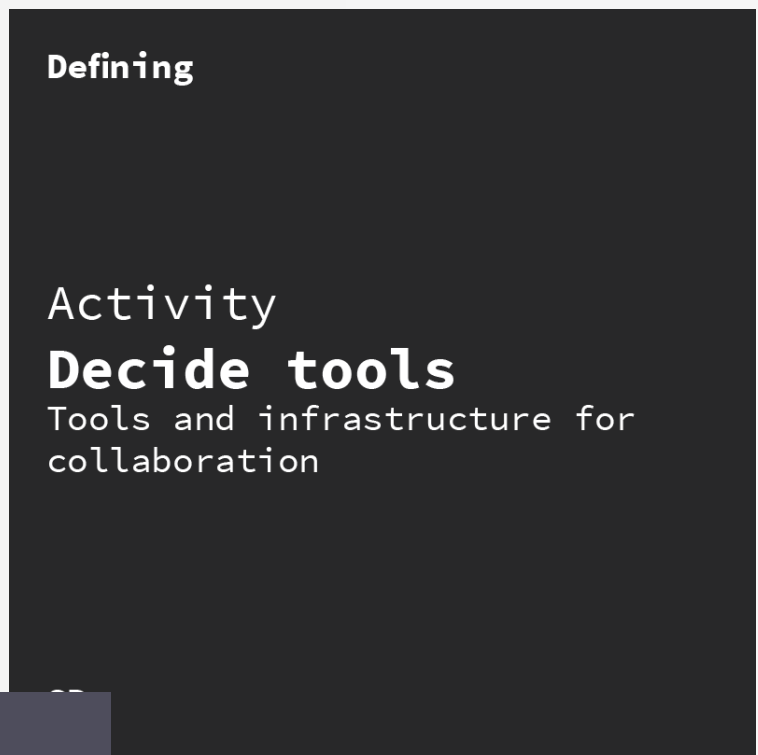 Defining
Activity
Decide tools
Tools and infrastructure for
collaboration